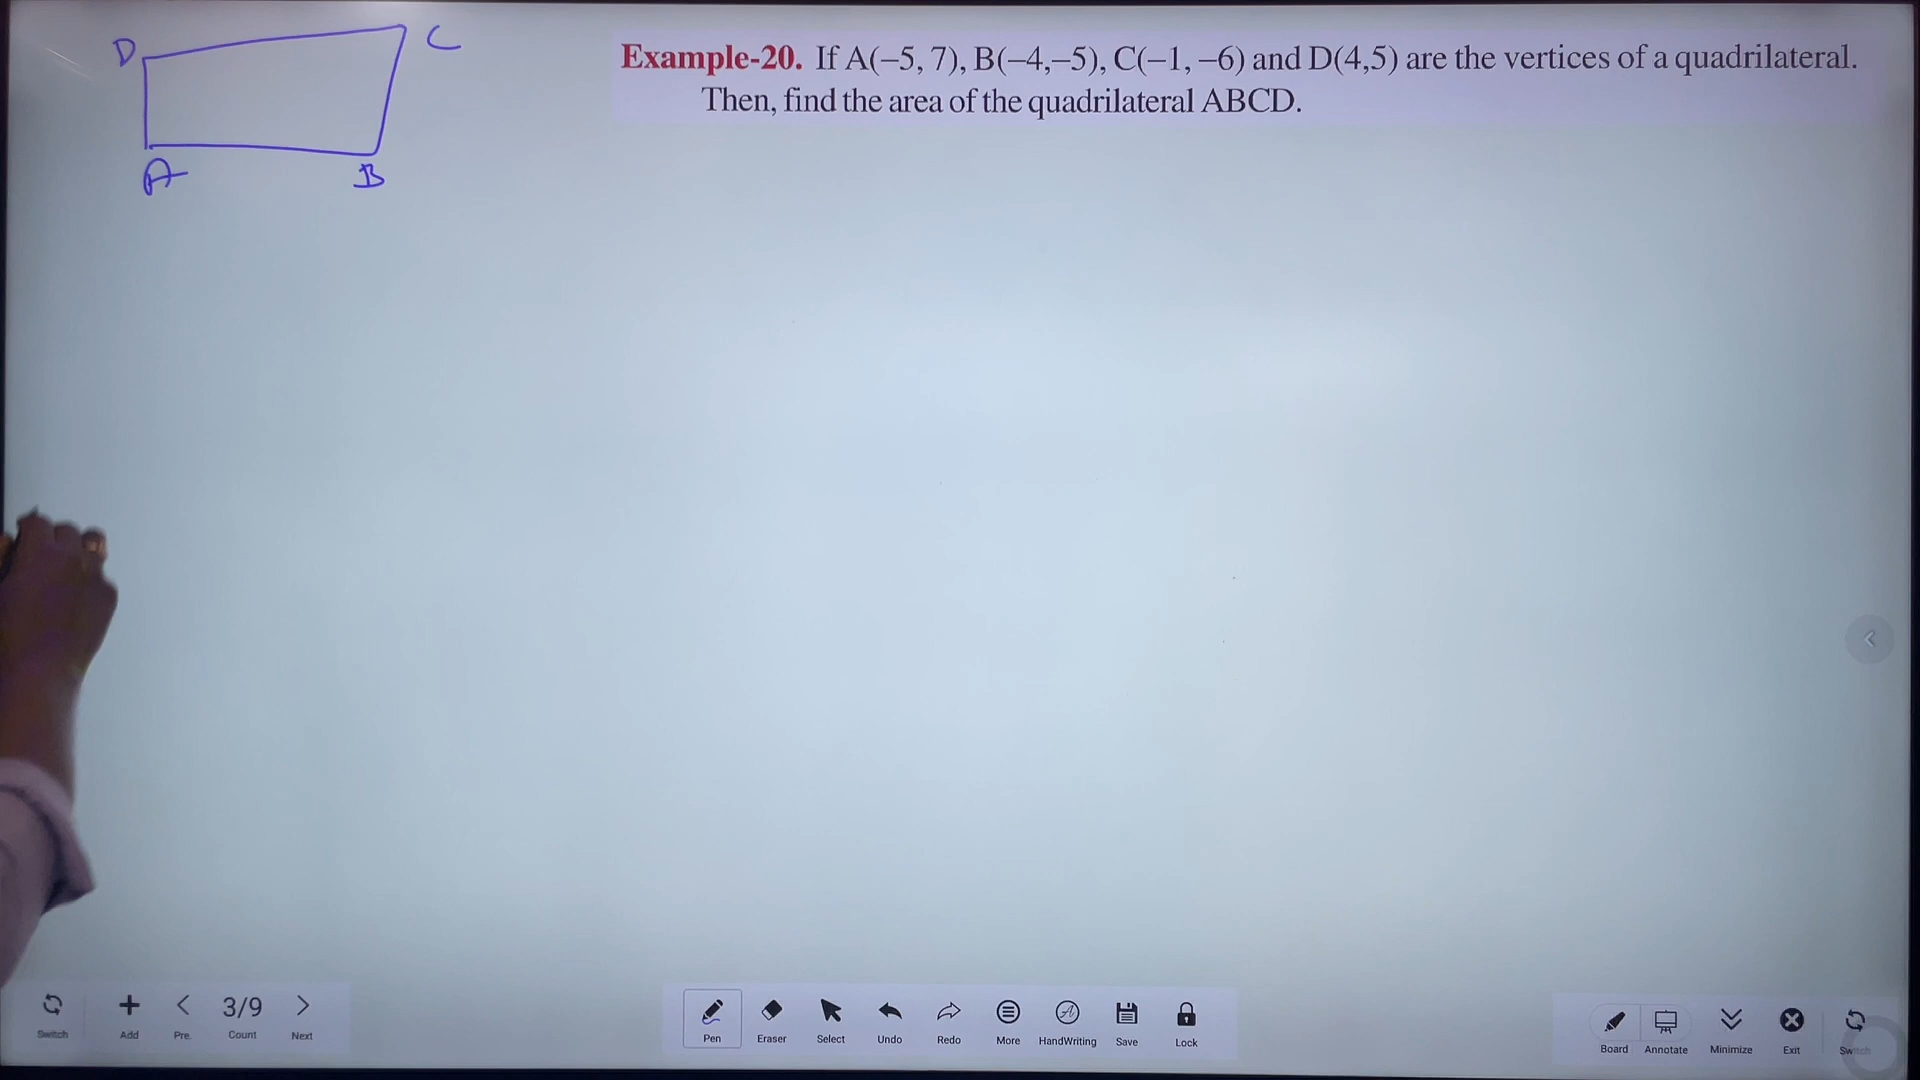 D
C
A
B
Example-20. If A(–5, 7), B(–4,–5), C(–1, –6) and D(4,5) are the vertices of a quadrilateral.
Then, find the area of the quadrilateral ABCD.
Switch
Add
Pre.
3/9
Count
Next
Pen
Eraser
Select
Undo
Redo
More
HandWriting
Save
Lock
Board
Annotate
Minimize
Exit
Switch